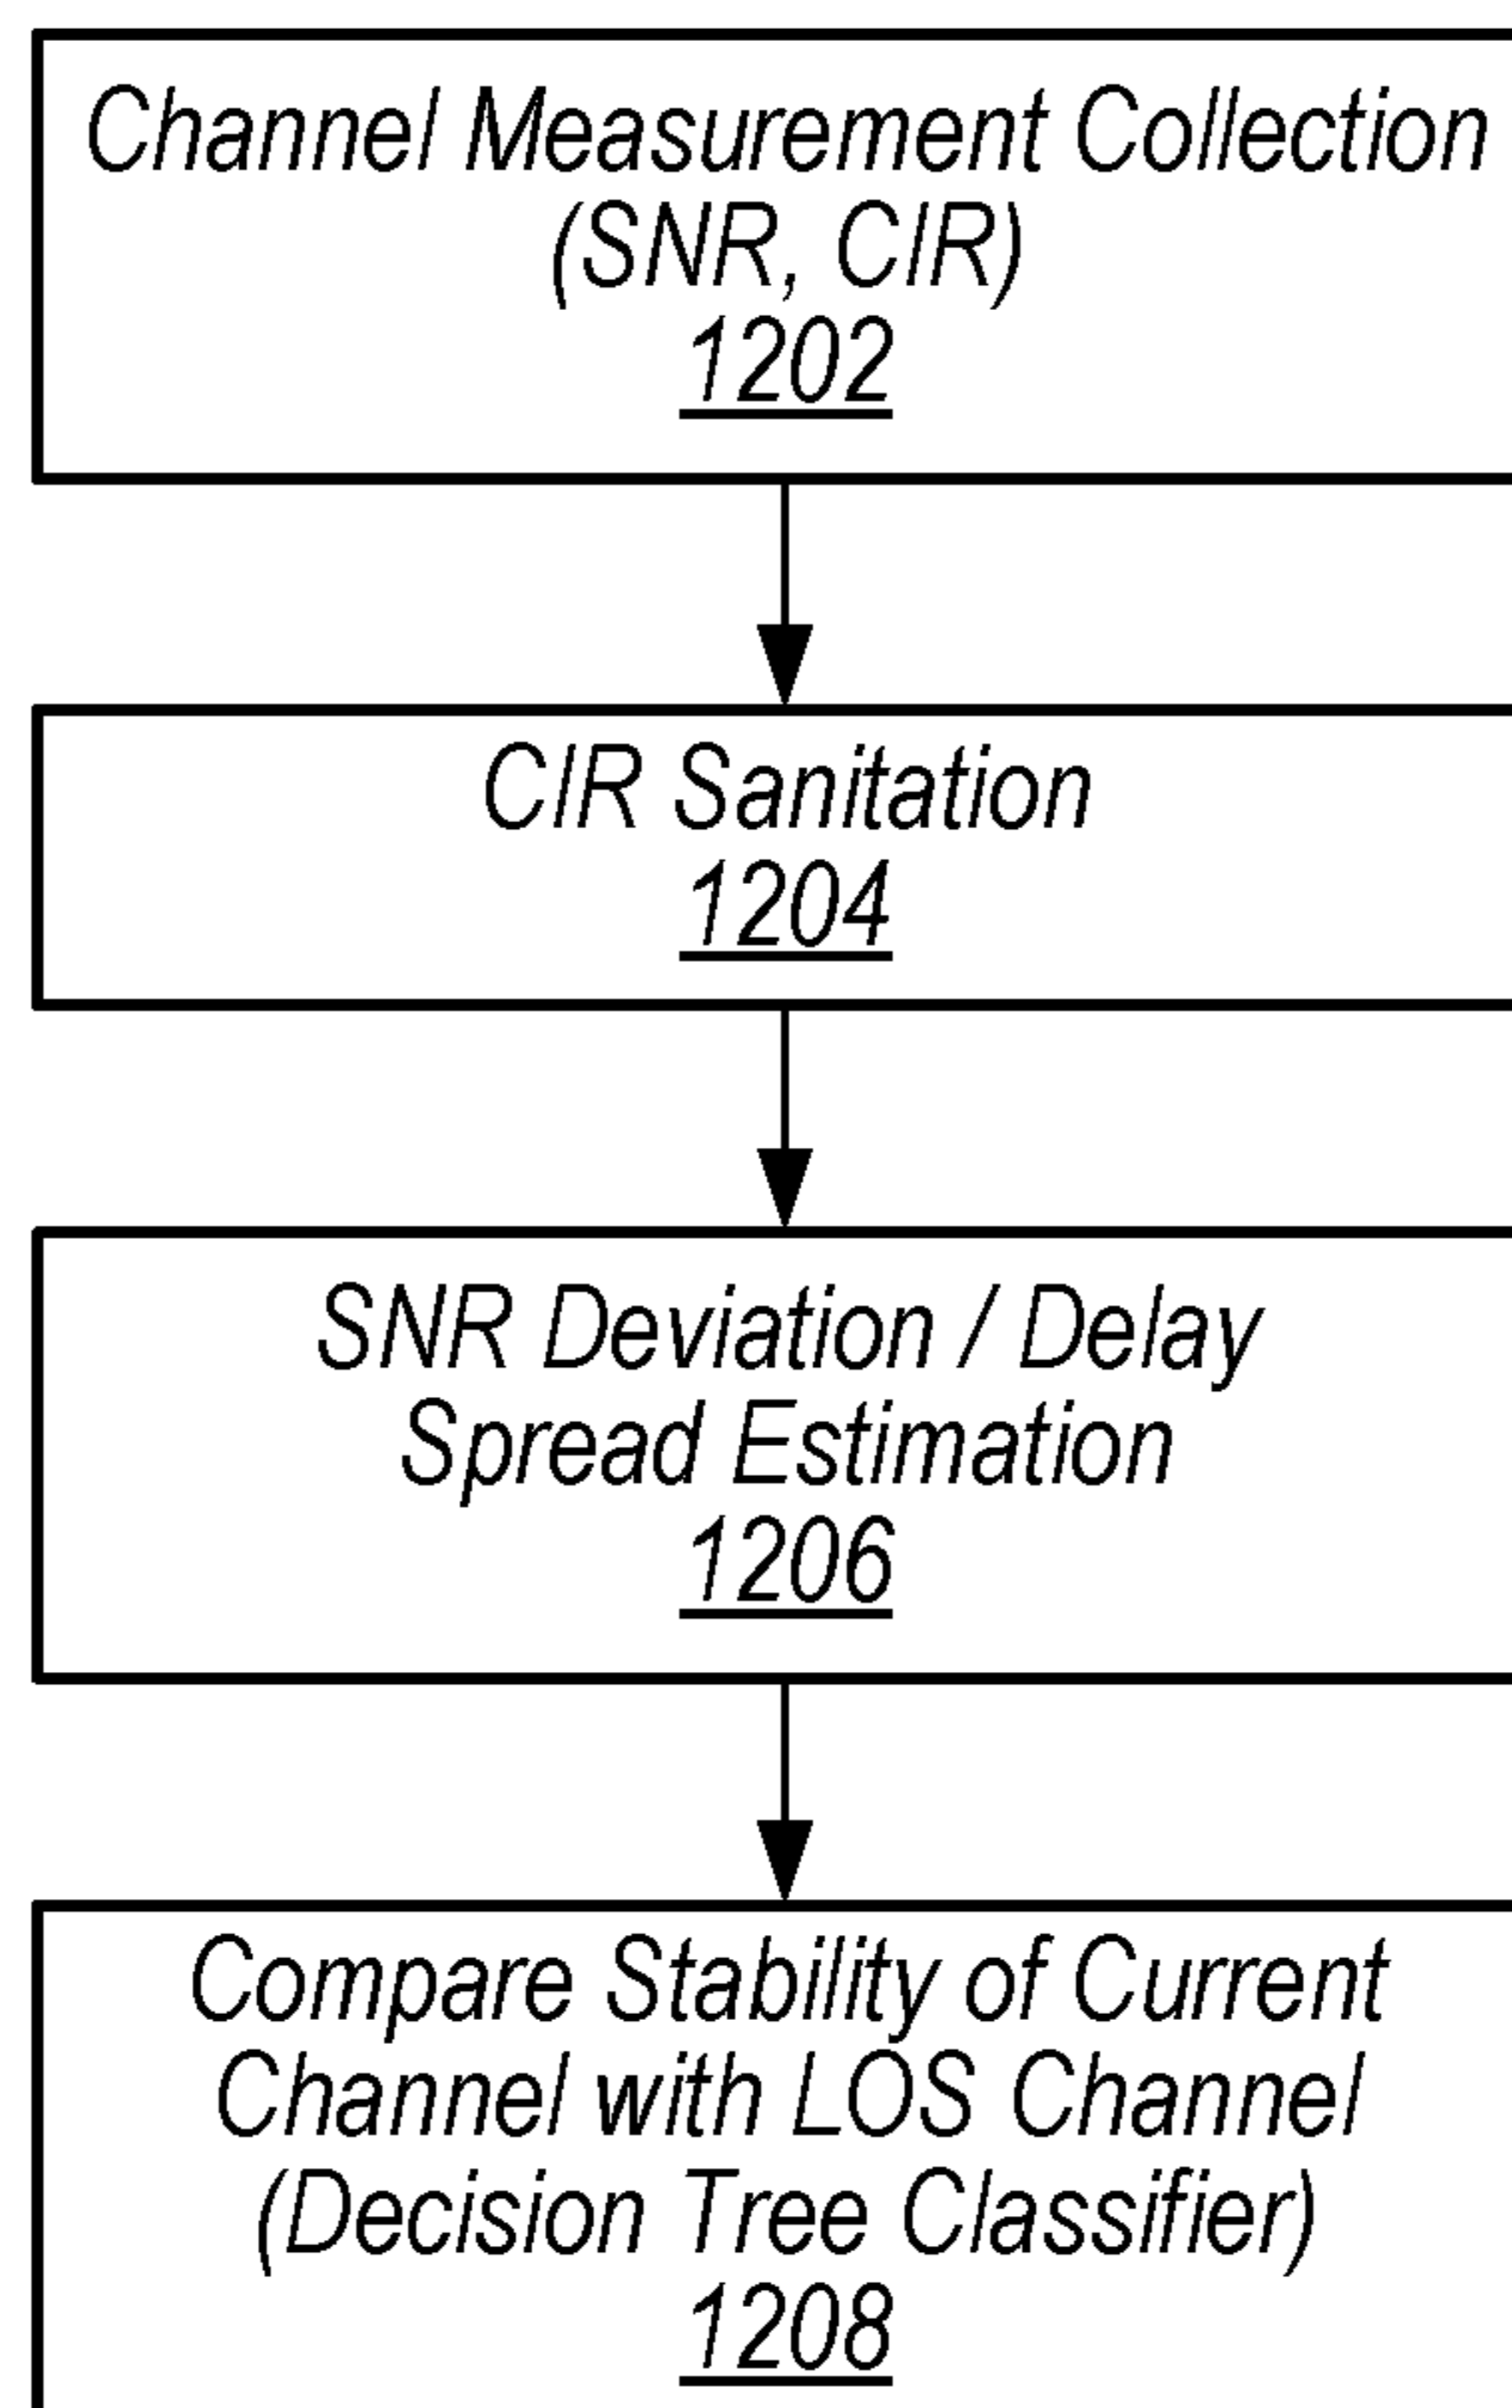 Channel Measurement Collection
(SNR, CIR)
1202
CIR Sanitation
1204
SNR Deviation / Delay
Spread Estimation
1206
Compare Stability of Current
Channel with LOS Channel
(Decision Tree Classifier)
1208